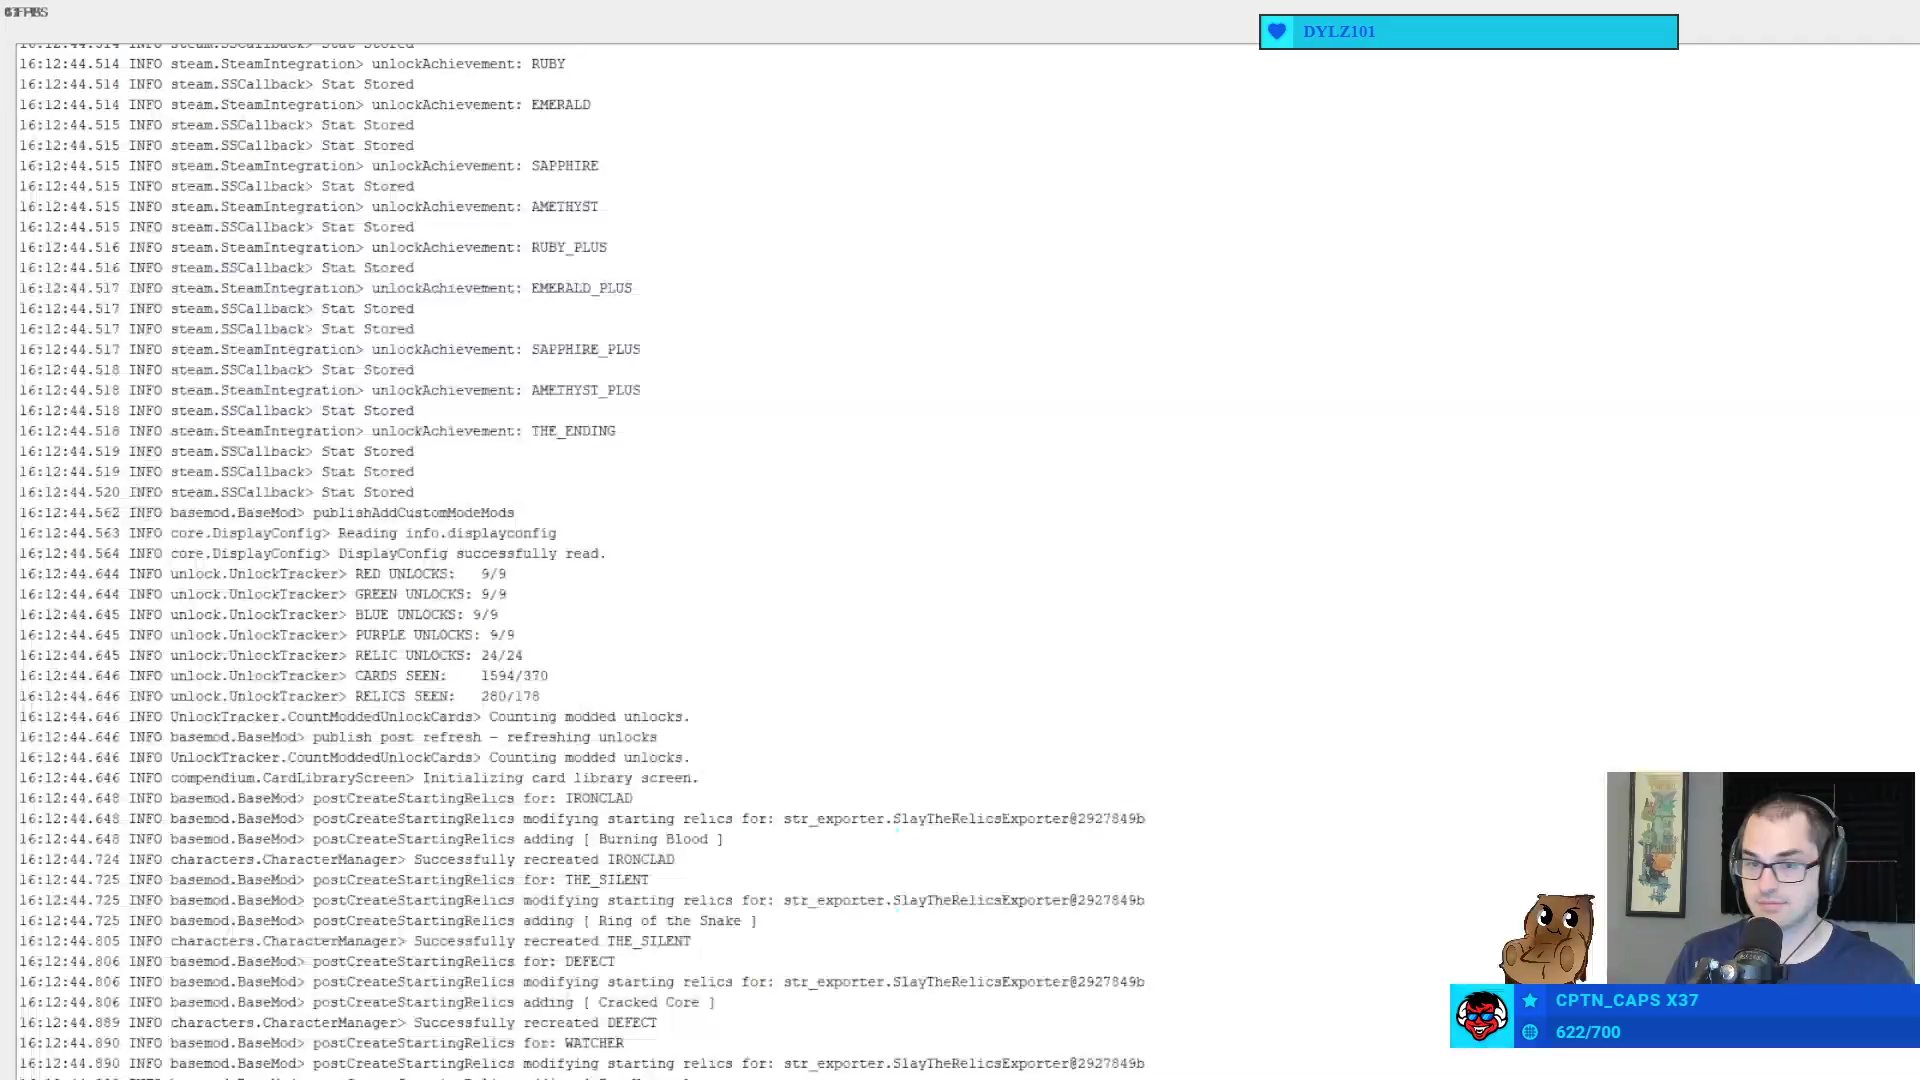 DYLZ101
16:12:44.514 INFO steam.SSCallback> Stat Stored
16:12:44.514 INFO steam.SteamIntegration> unlockAchievement: RUBY
16:12:44.514 INFO steam.SSCallback> Stat Stored
16:12:44.514 INFO steam.SteamIntegration> unlockAchievement: EMERALD
16:12:44.515 INFO steam.SSCallback> Stat Stored
16:12:44.515 INFO steam.SSCallback> Stat Stored
16:12:44.515 INFO steam.SteamIntegration> unlockAchievement: SAPPHIRE
16:12:44.515 INFO steam.SSCallback> Stat Stored
16:12:44.515 INFO steam.SteamIntegration> unlockAchievement: AMETHYST
16:12:44.515 INFO steam.SSCallback> Stat Stored
16:12:44.516 INFO steam.SteamIntegration> unlockAchievement: RUBY_PLUS
16:12:44.516 INFO steam.SSCallback> Stat Stored
16:12:44.517 INFO steam.SteamIntegration> unlockAchievement: EMERALD_PLUS
16:12:44.517 INFO steam.SSCallback> Stat Stored
16:12:44.517 INFO steam.SSCallback> Stat Stored
16:12:44.517 INFO steam.SteamIntegration> unlockAchievement: SAPPHIRE_PLUS
16:12:44.518 INFO steam.SSCallback> Stat Stored
16:12:44.518 INFO steam.SteamIntegration> unlockAchievement: AMETHYST_PLUS
16:12:44.518 INFO steam.SSCallback> Stat Stored
16:12:44.518 INFO steam.SteamIntegration> unlockAchievement: THE_ENDING
16:12:44.519 INFO steam.SSCallback> Stat Stored
16:12:44.519 INFO steam.SSCallback> Stat Stored
16:12:44.520 INFO steam.SSCallback> Stat Stored
16:12:44.562 INFO basemod.BaseMod> publishAddCustomModeMods
16:12:44.563 INFO core.DisplayConfig> Reading info.displayconfig
16:12:44.564 INFO core.DisplayConfig> DisplayConfig successfully read.
16:12:44.644 INFO unlock.UnlockTracker> RED UNLOCKS: 9/9
16:12:44.644 INFO unlock.UnlockTracker> GREEN UNLOCKS: 9/9
16:12:44.645 INFO unlock.UnlockTracker> BLUE UNLOCKS: 9/9
16:12:44.645 INFO unlock.UnlockTracker> PURPLE UNLOCKS: 9/9
16:12:44.645 INFO unlock.UnlockTracker> RELIC UNLOCKS: 24/24
16:12:44.646 INFO unlock.UnlockTracker> CARDS SEEN: 1594/370
16:12:44.646 INFO unlock.UnlockTracker> RELICS SEEN: 280/178
16:12:44.646 INFO UnlockTracker.CountModdedUnlockCards> Counting modded unlocks.
16:12:44.646 INFO basemod.BaseMod> publish post refresh - refreshing unlocks
16:12:44.646 INFO UnlockTracker.CountModdedUnlockCards> Counting modded unlocks.
16:12:44.646 INFO compendium.CardLibraryScreen> Initializing card library screen.
16:12:44.648 INFO basemod.BaseMod> postCreateStartingRelics for: IRONCLAD
16:12:44.648 INFO basemod.BaseMod> postCreateStartingRelics modifying starting relics for: str_exporter.SlayTheRelicsExporter@2927849b
16:12:44.648 INFO basemod.BaseMod> postCreateStartingRelics adding [ Burning Blood ]
16:12:44.724 INFO characters.CharacterManager> Successfully recreated IRONCLAD
16:12:44.725 INFO basemod.BaseMod> postCreateStartingRelics for: THE_SILENT
16:12:44.725 INFO basemod.BaseMod> postCreateStartingRelics modifying starting relics for: str_exporter.SlayTheRelicsExporter@2927849b
16:12:44.725 INFO basemod.BaseMod> postCreateStartingRelics adding [ Ring of the Snake ]
16:12:44.805 INFO characters.CharacterManager> Successfully recreated THE_SILENT
16:12:44.806 INFO basemod.BaseMod> postCreateStartingRelics for: DEFECT
16:12:44.806 INFO basemod.BaseMod> postCreateStartingRelics modifying starting relics for: str_exporter.SlayTheRelicsExporter@2927849b
16:12:44.806 INFO basemod.BaseMod> postCreateStartingRelics adding [ Cracked Core ]
16:12:44.889 INFO characters.CharacterManager> Successfully recreated DEFECT
16:12:44.890 INFO basemod.BaseMod> postCreateStartingRelics for: WATCHER
16:12:44.890 INFO basemod.BaseMod> postCreateStartingRelics modifying starting relics for: str_exporter.SlayTheRelicsExporter@2927849b
CPTN_CAPS X37
622/700